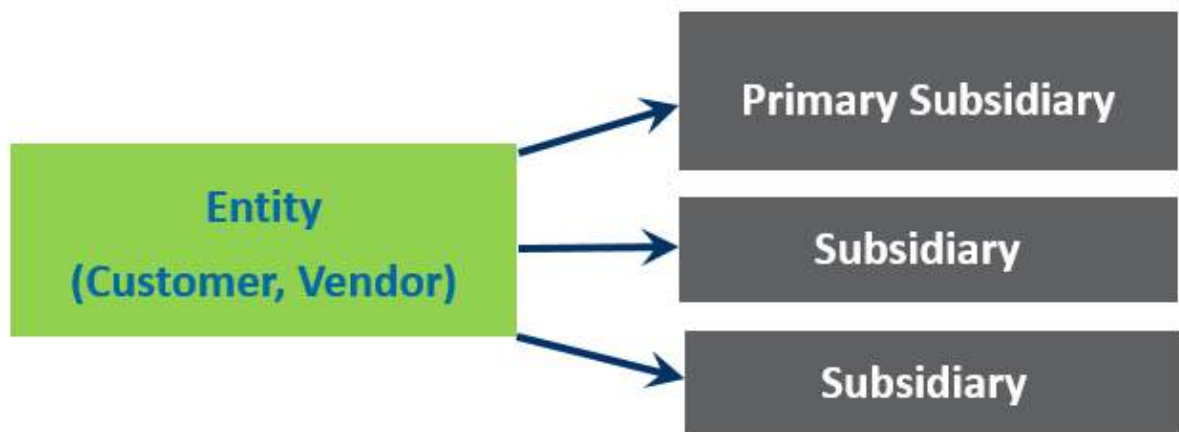 Entity
(Customer, Vendor)
Primary Subsidiary
Subsidiary
Subsidiary